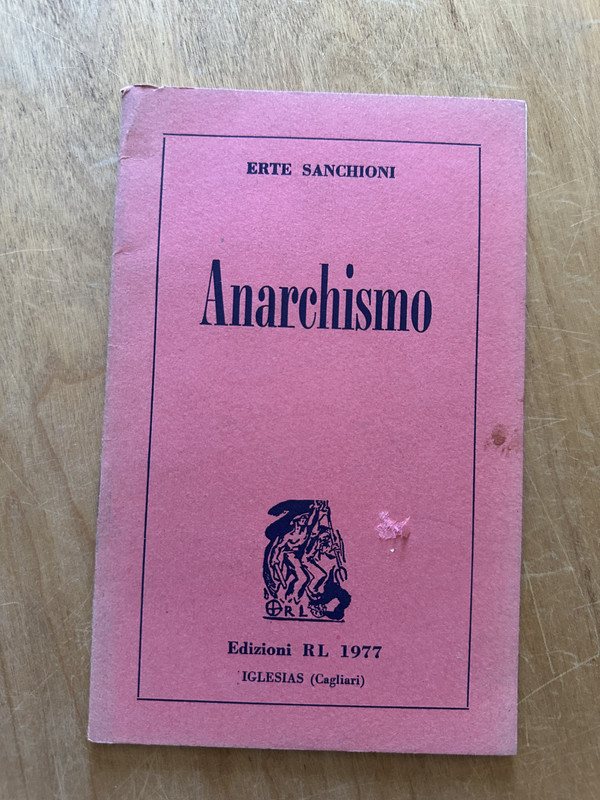 ERTE SANCHIONI
Anarchismo
RL
Edizioni RL 1977
IGLESIAS (Cagliari)